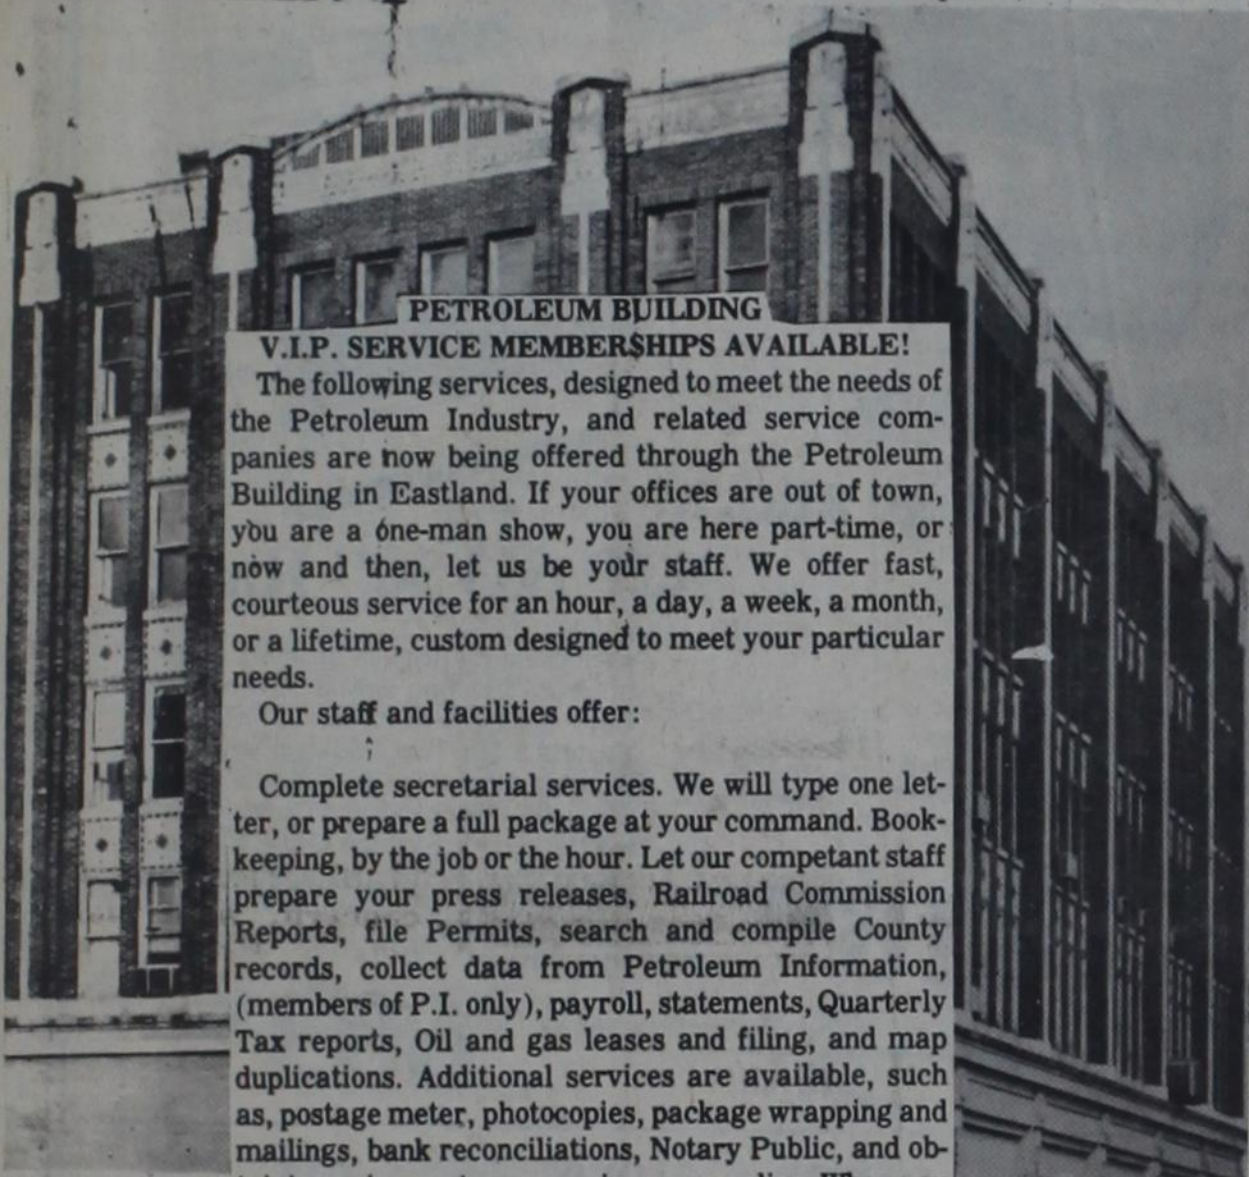 PETROLEUM BUILDING
V.I.P. SERVICE MEMBERSHIPS AVAILABLE!
The following services, designed to meet the needs of
the Petroleum Industry, and related service com-
panies are now being offered through the Petroleum
Building in Eastland. If your offices are out of town,
you are a one-man show, you are here part-time, or
now and then, let us be your staff. We offer fast,
courteous service for an hour, a day, a week, a month,
or a lifetime, custom designed to meet your particular
needs.
Our staff and facilities offer:
Complete secretarial services. We will type one let-
ter, or prepare a full package at your command. Book-
keeping, by the job or the hour. Let our competant staff
prepare your press releases, Railroad Commission
Reports, file Permits, search and compile County
records, collect data from Petroleum Information,
(members of P.I. only), payroll, statements, Quarterly
Tax reports, Oil and gas leases and filing, and map
duplications. Additional services are available, such
as, postage meter, photocopies, package wrapping and
mailings, bank reconciliations, Notary Public, and ob-